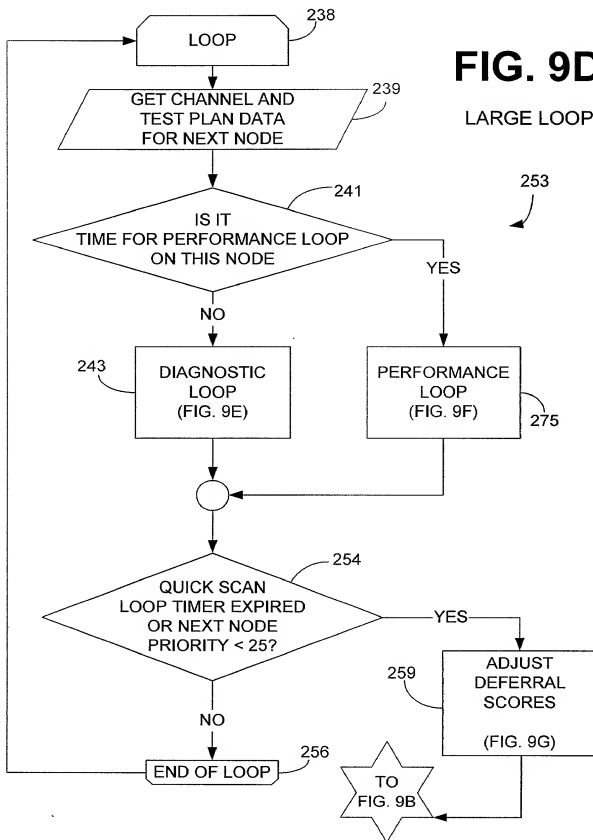 LOOP
238
FIG. 9D
LARGE LOOP
GET CHANNEL AND
TEST PLAN DATA
FOR NEXT NODE
239
253
241
IS IT
TIME FOR PERFORMANCE LOOP
ON THIS NODE
YES
NO
243
DIAGNOSTIC
LOOP
(FIG. 9E)
PERFORMANCE
LOOP
(FIG. 9F)
275
254
QUICK SCAN
LOOP TIMER EXPIRED
OR NEXT NODE
PRIORITY < 25?
YES
NO
259
ADJUST
DEFERRAL
SCORES
(FIG. 9G)
END OF LOOP
256
TO
FIG. 9B